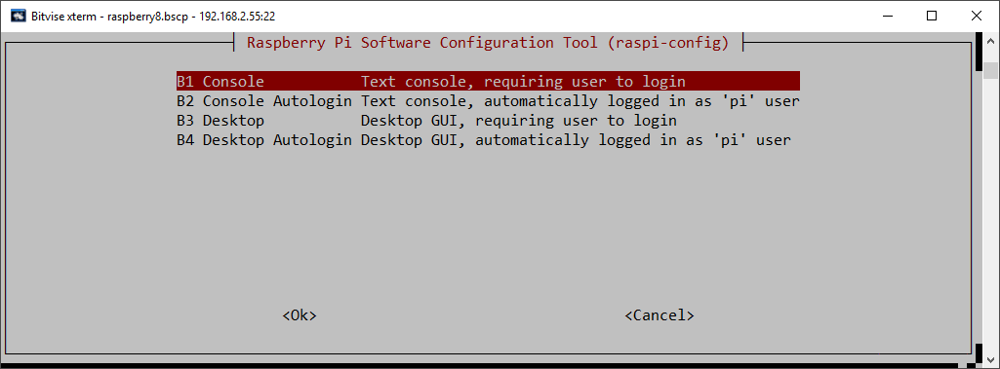 Bitvise xterm - raspberry8.bscp - 192.168.2.55:22
Raspberry Pi Software Configuration Tool (raspi-config)
B1 Console Text console, requiring user to login
B2 Console Autologin Text console, automatically logged in as 'pi' user
B3 Desktop Desktop GUI, requiring user to login
B4 Desktop Autologin Desktop GUI, automatically logged in as 'pi' user
<Ok> <Cancel>